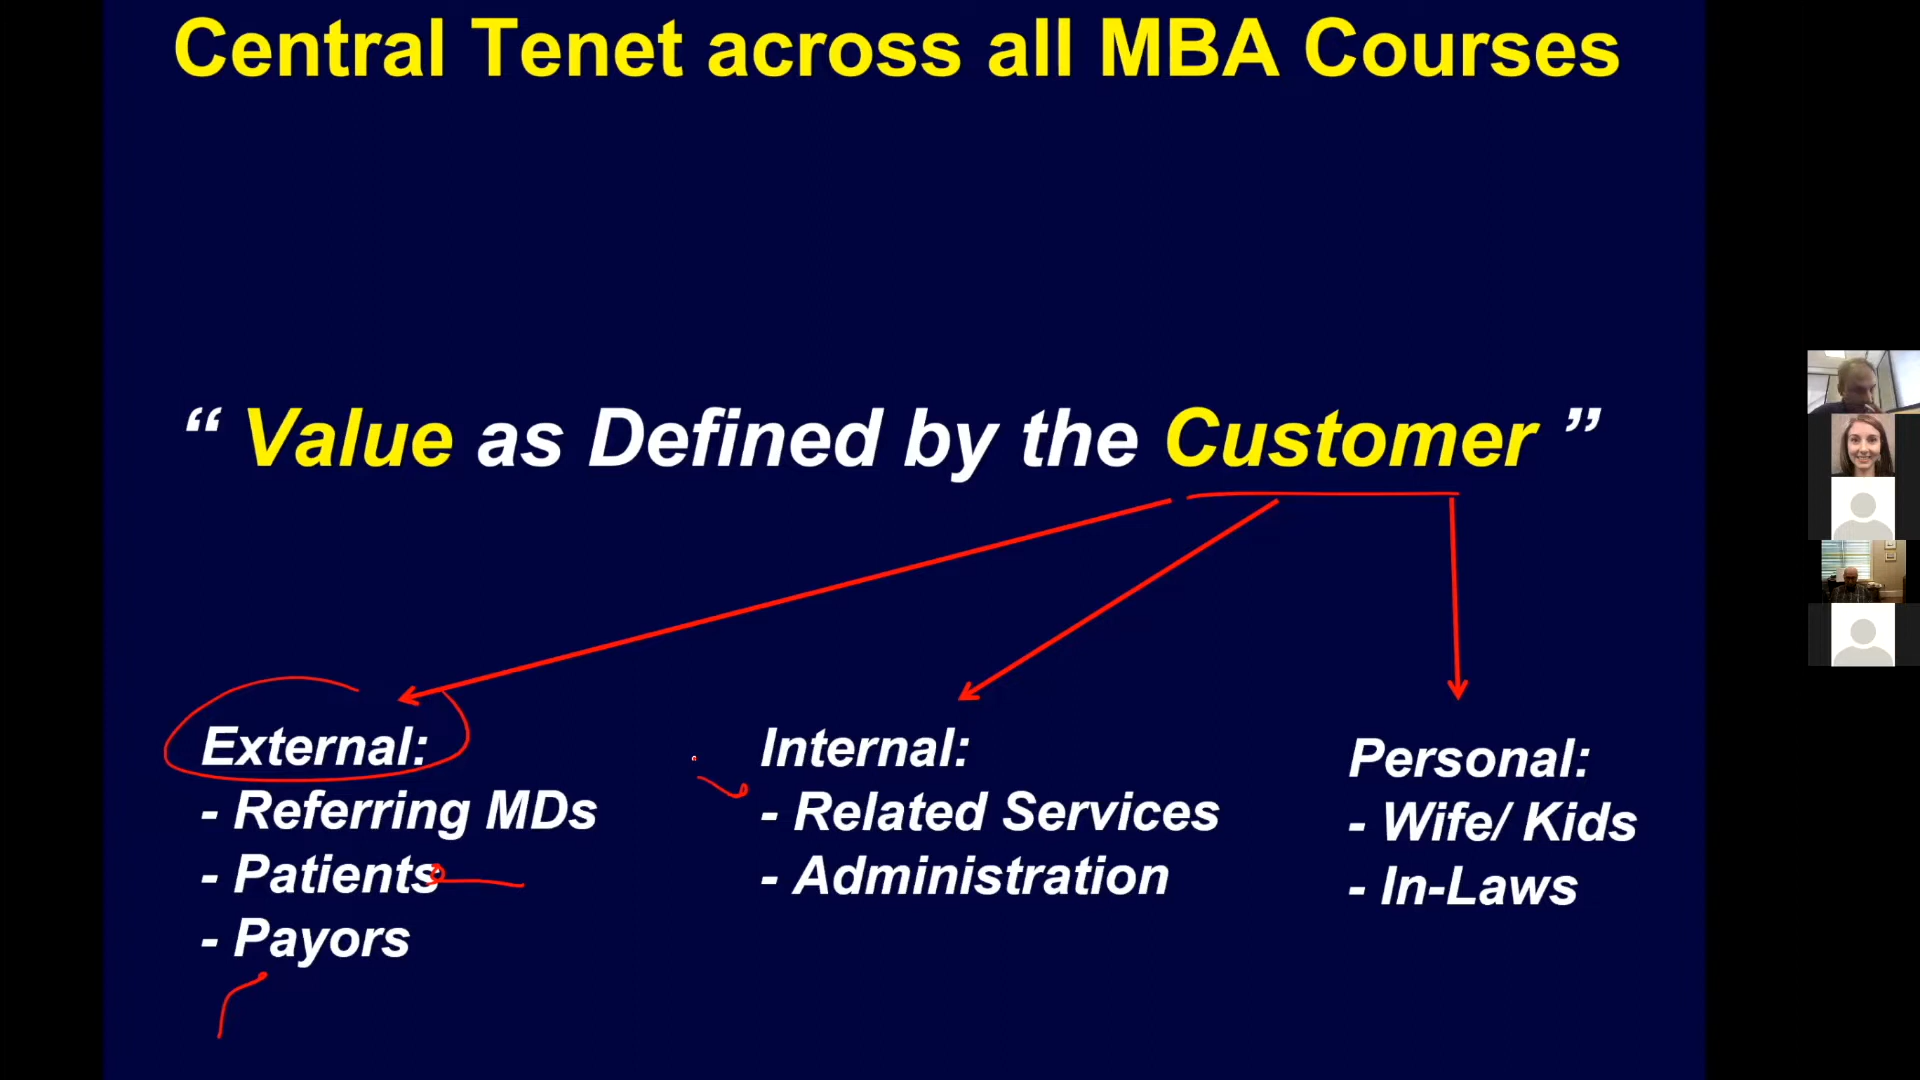 Central Tenet across all MBA Courses
“ Value as Defined by the Customer ”
External:
- Referring MDs
- Patients
- Payors
Internal:
- Related Services
- Administration
Personal:
- Wife/ Kids
- In-Laws